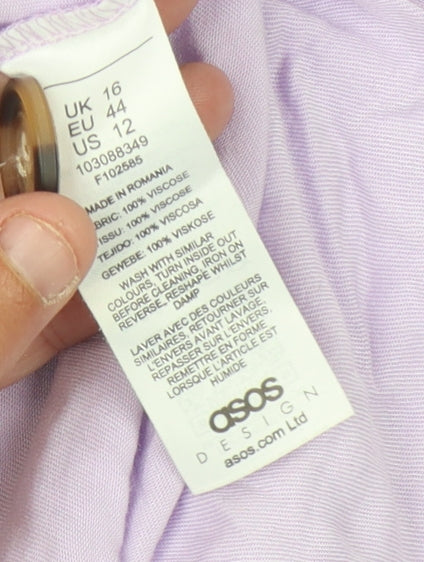 UK 16
EU 44
US 12
103088349
F102585
MADE IN ROMANIA
BRIC: 100% VISCOSE
ISSU: 100% VISCOSE
TEJIDO: 100% VISCOSA
GEWEBE: 100% VISKOSE
WASH WITH SIMILAR
COLOURS, TURN INSIDE OUT
BEFORE CLEANING, IRON ON
REVERSE, RESHAPE WHILST
DAMP
LAVER AVEC DES COULEURS
SIMILAIRES, RETOURNER SUR
L'ENVERS AVANT LAVAGE,
REPASSER SUR L'ENVERS,
REMETTRE EN FORME
LORSQUE L'ARTICLE EST
HUMIDE
asos
DESIGN
asos.com Ltd